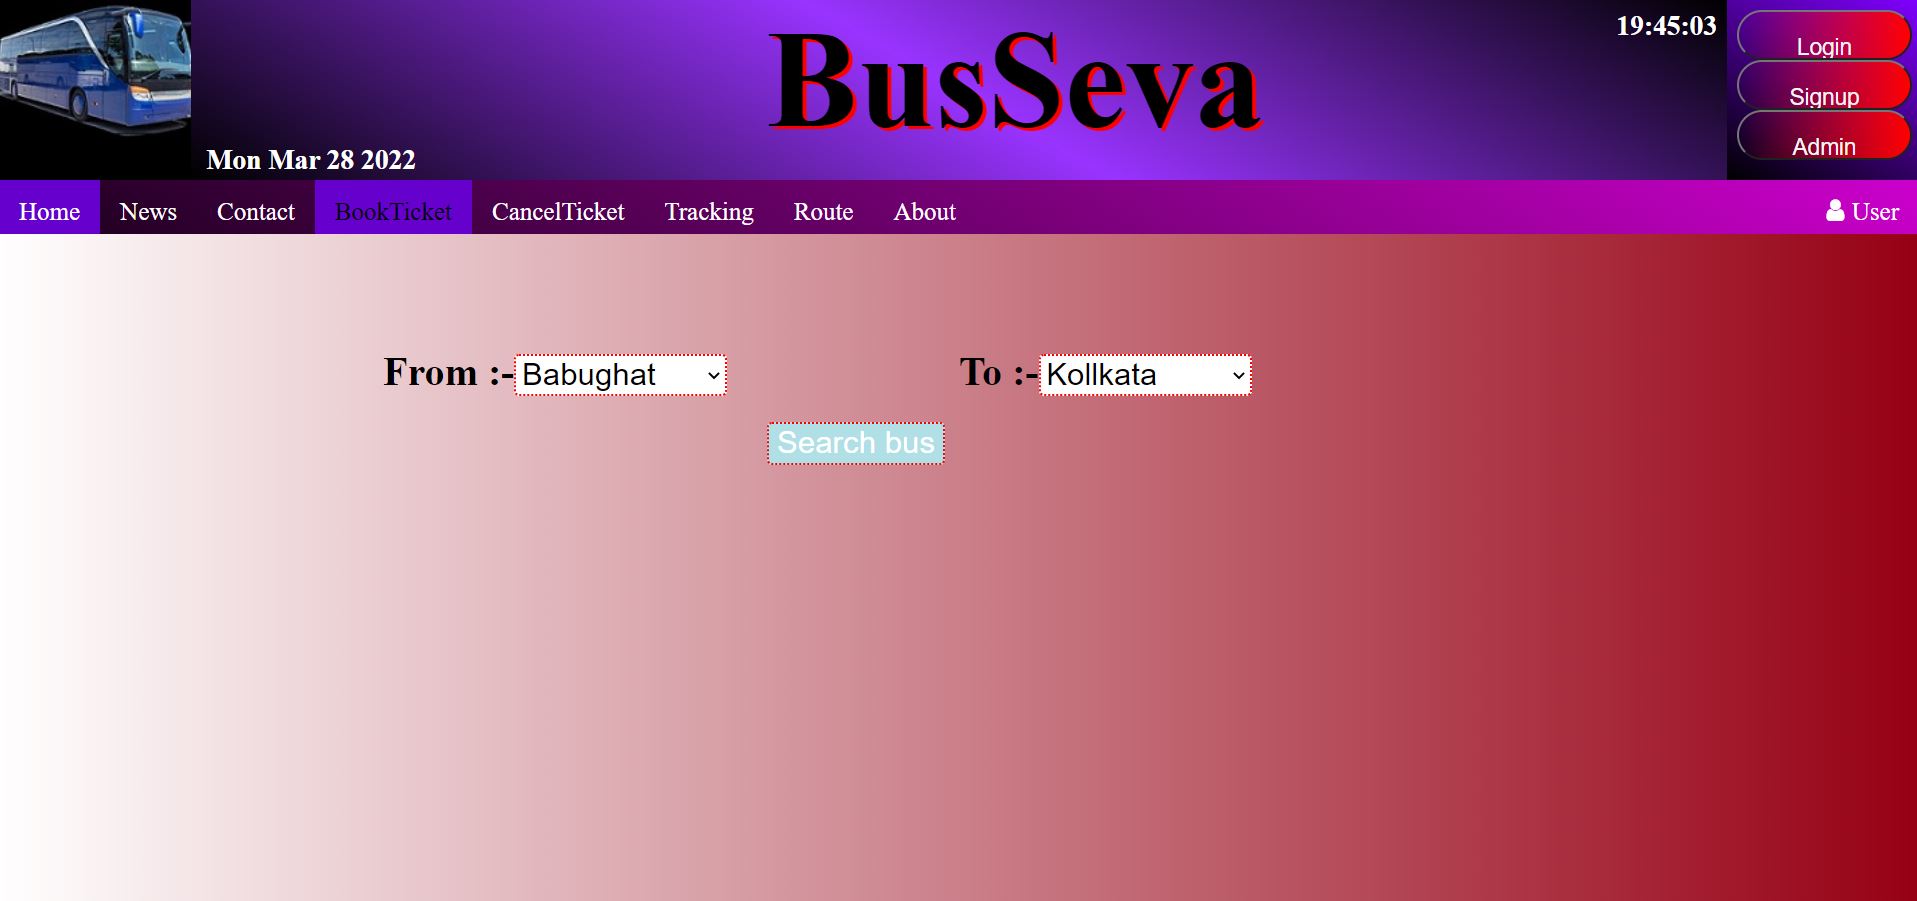 BusSeva
19:45:03
Mon Mar 28 2022
Login
Signup
Admin
Home News Contact BookTicket CancelTicket Tracking Route About User
From :- Babughat To :- Kollkata
Search bus